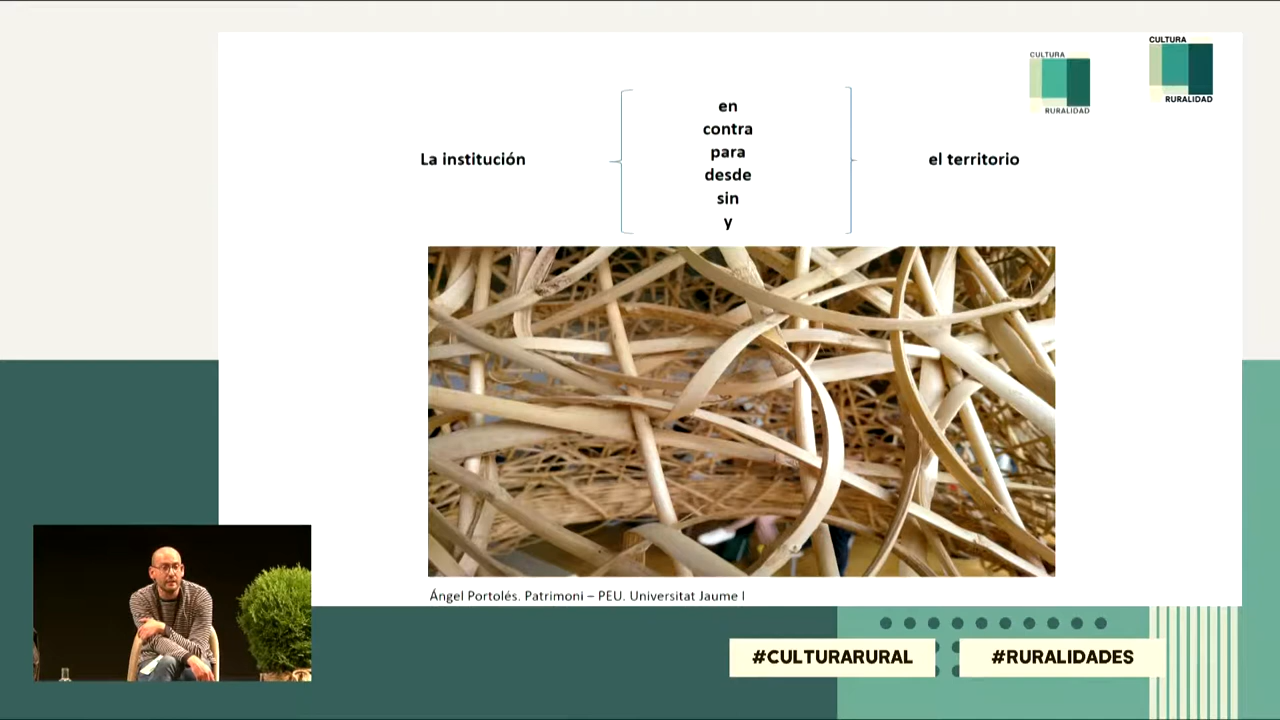 CULTURA
RURALIDAD
CULTURA
RURALIDAD
La institución
en
contra
para
desde
sin
y
el territorio
Ángel Portolés. Patrimoni – PEU. Universitat Jaume I
#CULTURARURAL
#RURALIDADES